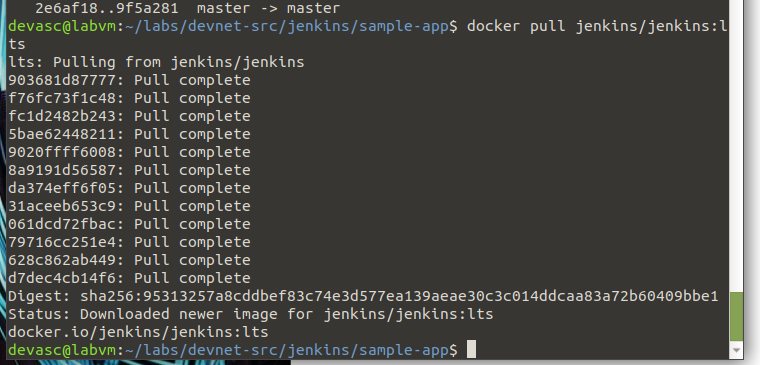 2e6af18..9f5a281  master -> master
devasc@labvm:~/labs/devnet-src/jenkins/sample-app$ docker pull jenkins/jenkins:l
ts
lts: Pulling from jenkins/jenkins
903681d87777: Pull complete
f76fc73f1c48: Pull complete
fc1d2482b243: Pull complete
5bae62448211: Pull complete
9020ffff6008: Pull complete
8a9191d56587: Pull complete
da374eff6f05: Pull complete
31aceeb653c9: Pull complete
061dcd72fbac: Pull complete
79716cc251e4: Pull complete
628c862ab449: Pull complete
d7dec4cb14f6: Pull complete
Digest: sha256:95313257a8cddbef83c74e3d577ea139aeae30c3c014ddcaa83a72b60409bbe1
Status: Downloaded newer image for jenkins/jenkins:lts
docker.io/jenkins/jenkins:lts
devasc@labvm:~/labs/devnet-src/jenkins/sample-app$